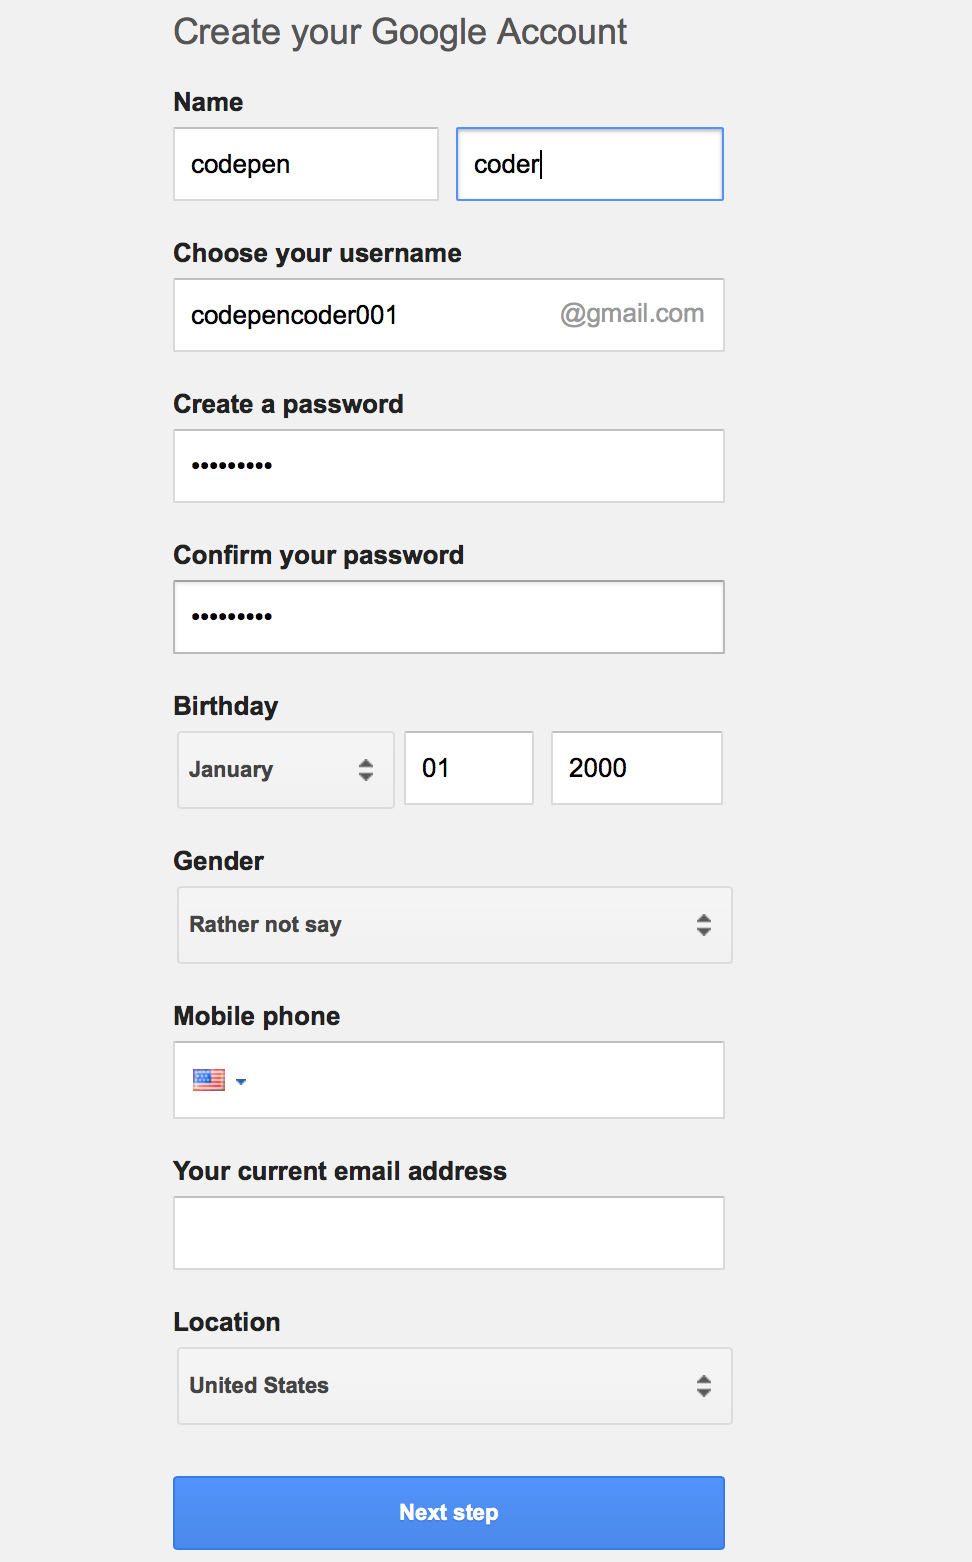 Create your Google Account
Name
codepen coder
Choose your username
codepencoder001 @gmail.com
Create a password
•••••••••
Confirm your password
•••••••••
Birthday
January 01 2000
Gender
Rather not say
Mobile phone
Your current email address
Location
United States
Next step